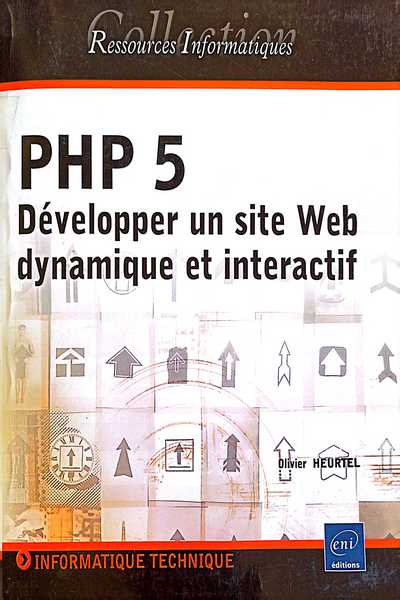 Collection
Ressources Informatiques
PHP 5
Développer un site Web
dynamique et interactif
Olivier HEURTEL
eni
éditions
INFORMATIQUE TECHNIQUE